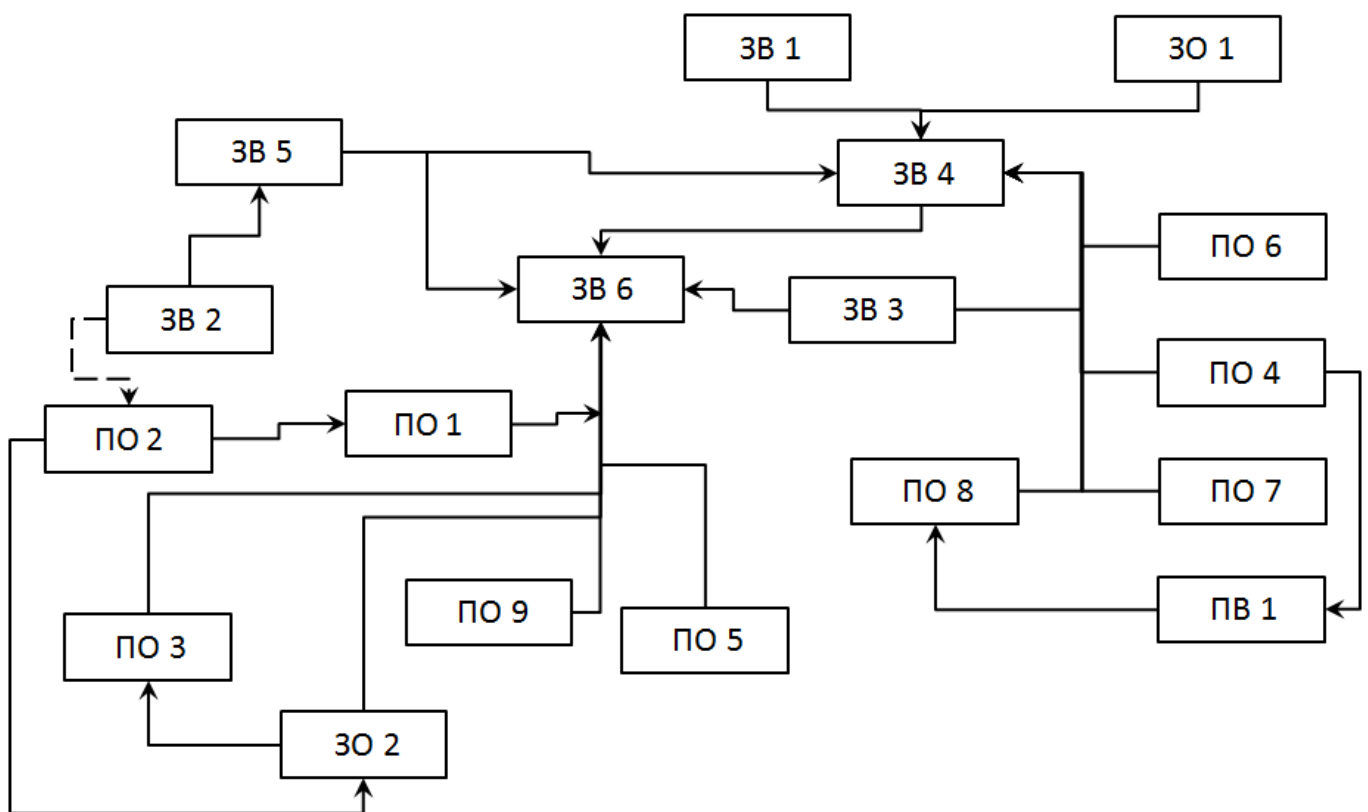 ЗВ 1
ЗО 1
ЗВ 5
ЗВ 4
ПО 6
ЗВ 6
ЗВ 3
ЗВ 2
ПО 4
ПО 2
ПО 1
ПО 8
ПО 7
ПО 9
ПВ 1
ПО 3
ПО 5
ЗО 2